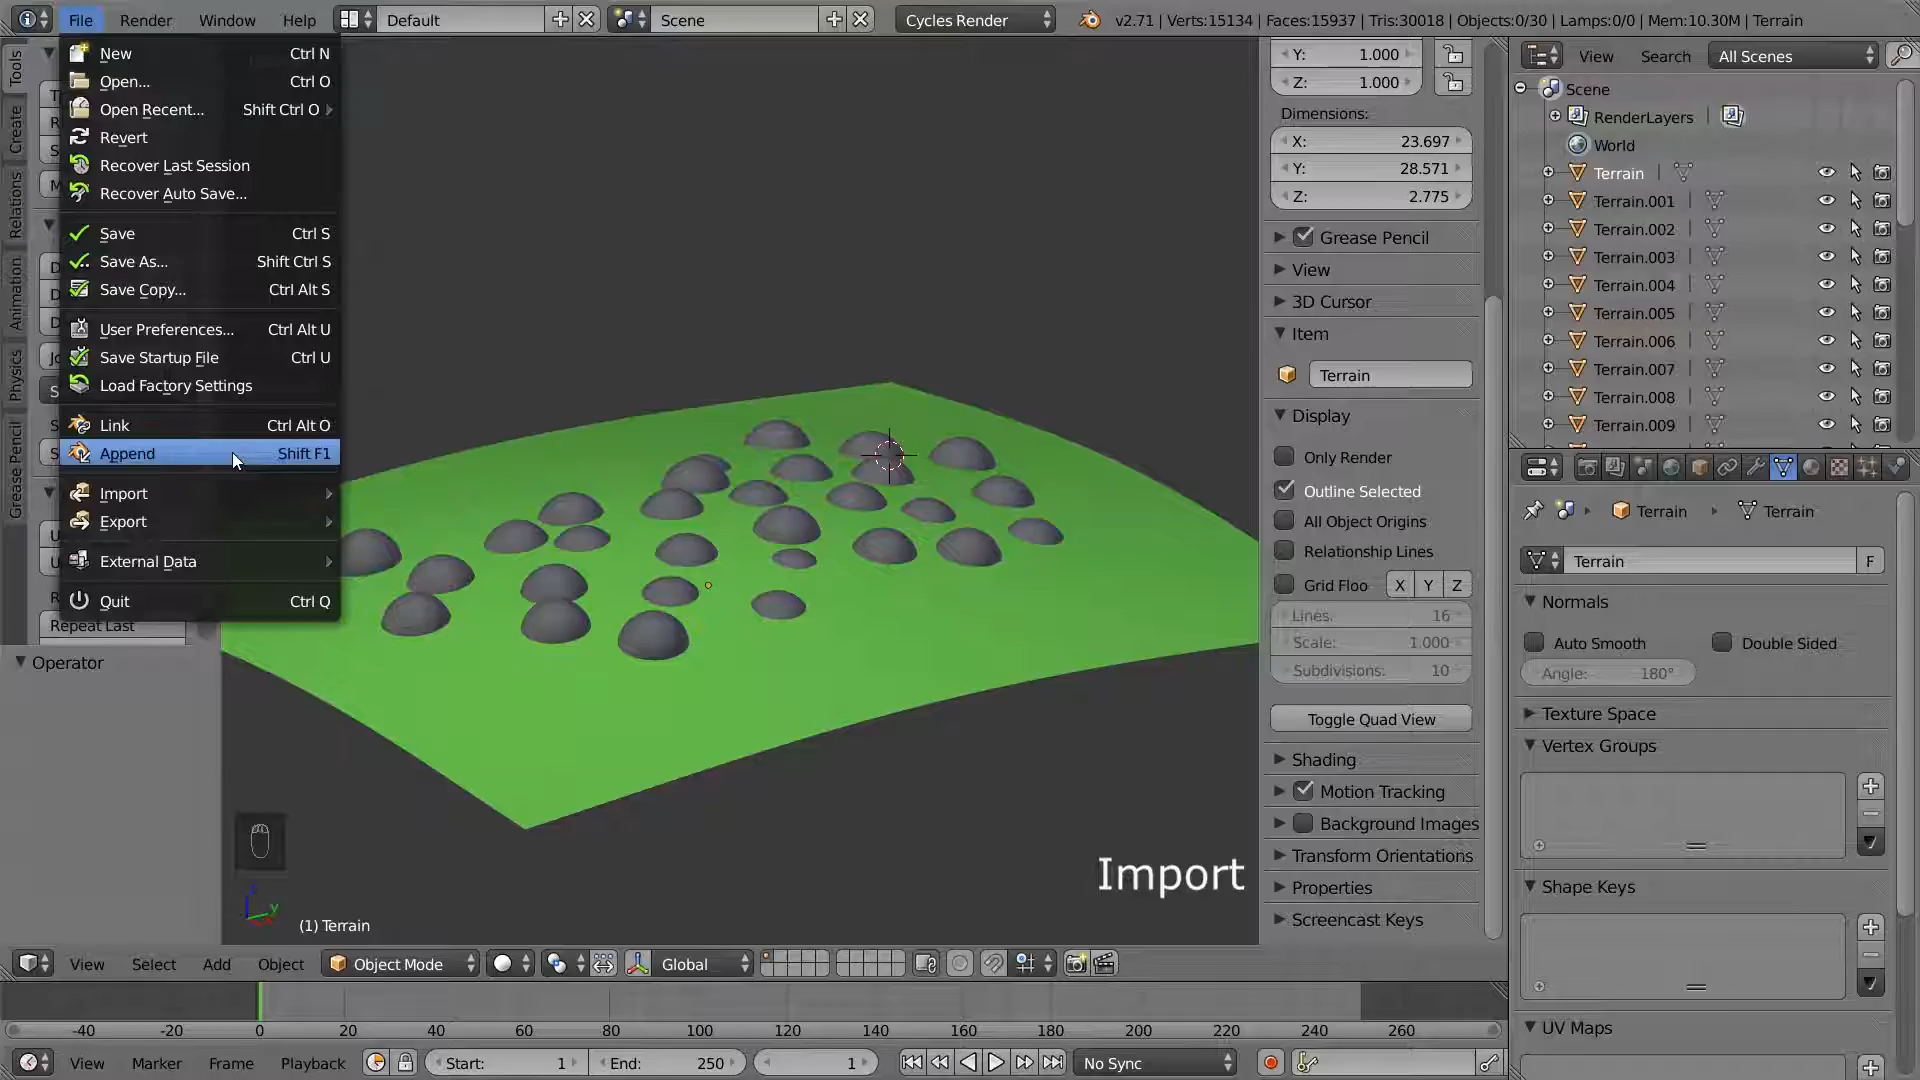 File Render Window Help Default Scene Cycles Render v2.71 | Verts:15134 | Faces:15937 | Tris:30018 | Objects:0/30 | Lamps:0/0 | Mem:10.30M | Terrain
New Ctrl N
Open... Ctrl O
Open Recent... Shift Ctrl O
Revert
Recover Last Session
Recover Auto Save...
Save Ctrl S
Save As... Shift Ctrl S
Save Copy... Ctrl Alt S
User Preferences... Ctrl Alt U
Save Startup File Ctrl U
Load Factory Settings
Link Ctrl Alt O
Append Shift F1
Import
Export
External Data
Quit Ctrl Q
Repeat Last
Operator
Tools
Create
Relations
Animation
Physics
Grease Pencil
Import
(1) Terrain
Y: 1.000
Z: 1.000
Dimensions:
X: 23.697
Y: 28.571
Z: 2.775
Grease Pencil
View
3D Cursor
Item
Terrain
Display
Only Render
Outline Selected
All Object Origins
Relationship Lines
Grid Floo X Y Z
Lines: 16
Scale: 1.000
Subdivisions: 10
Toggle Quad View
Shading
Motion Tracking
Background Images
Transform Orientations
Properties
Screencast Keys
View Search All Scenes
Scene
RenderLayers
World
Terrain
Terrain.001
Terrain.002
Terrain.003
Terrain.004
Terrain.005
Terrain.006
Terrain.007
Terrain.008
Terrain.009
Terrain Terrain
Terrain F
Normals
Auto Smooth Double Sided
Angle: 180°
Texture Space
Vertex Groups
Shape Keys
UV Maps
View Select Add Object Object Mode Global
-40 -20 0 20 40 60 80 100 120 140 160 180 200 220 240 260
View Marker Frame Playback Start: 1 End: 250 1 No Sync